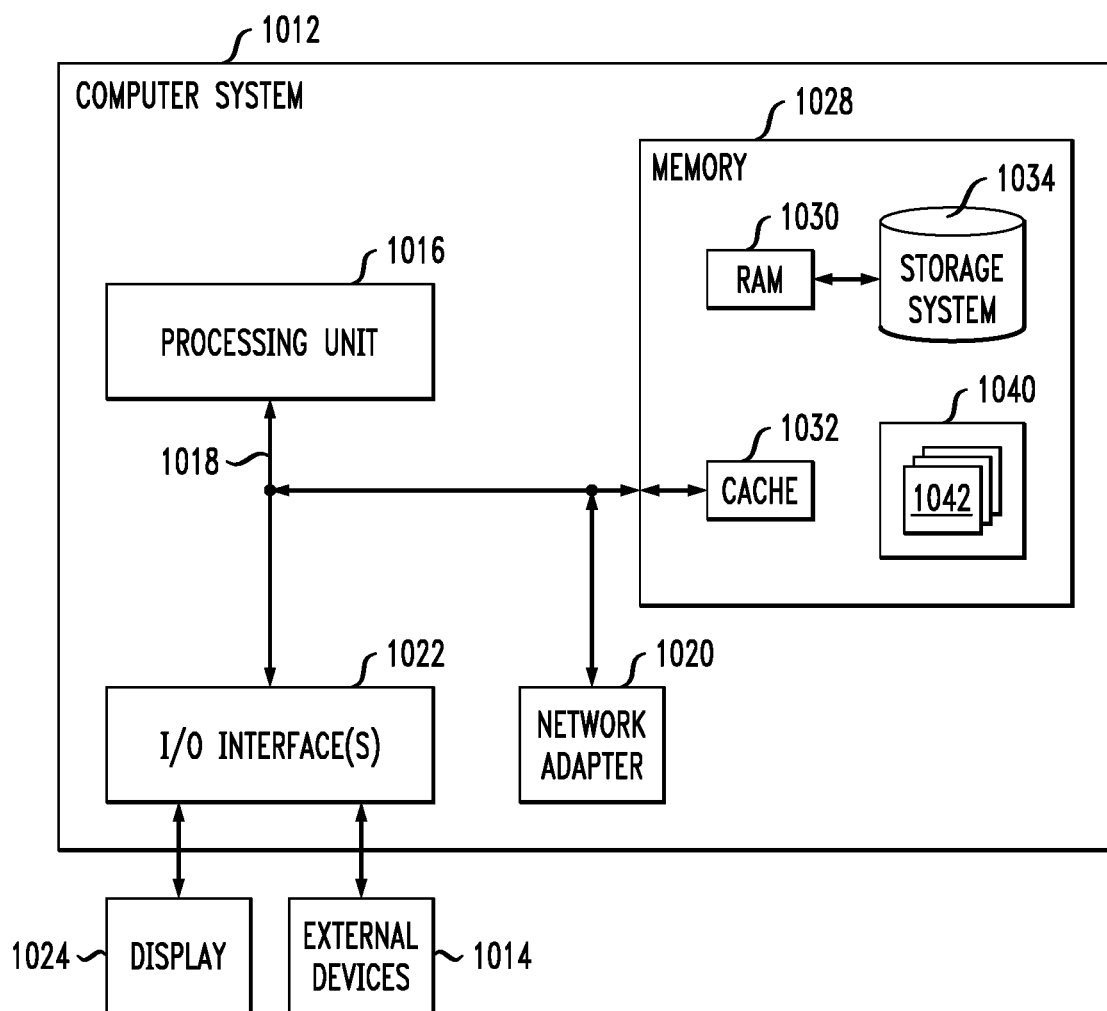 1012
COMPUTER SYSTEM
1028
MEMORY
1034
1030
RAM
STORAGE
SYSTEM
1016
PROCESSING UNIT
1040
1032
1018
CACHE
1042
1022
1020
I/O INTERFACE(S)
NETWORK
ADAPTER
1024
DISPLAY
EXTERNAL
DEVICES
1014